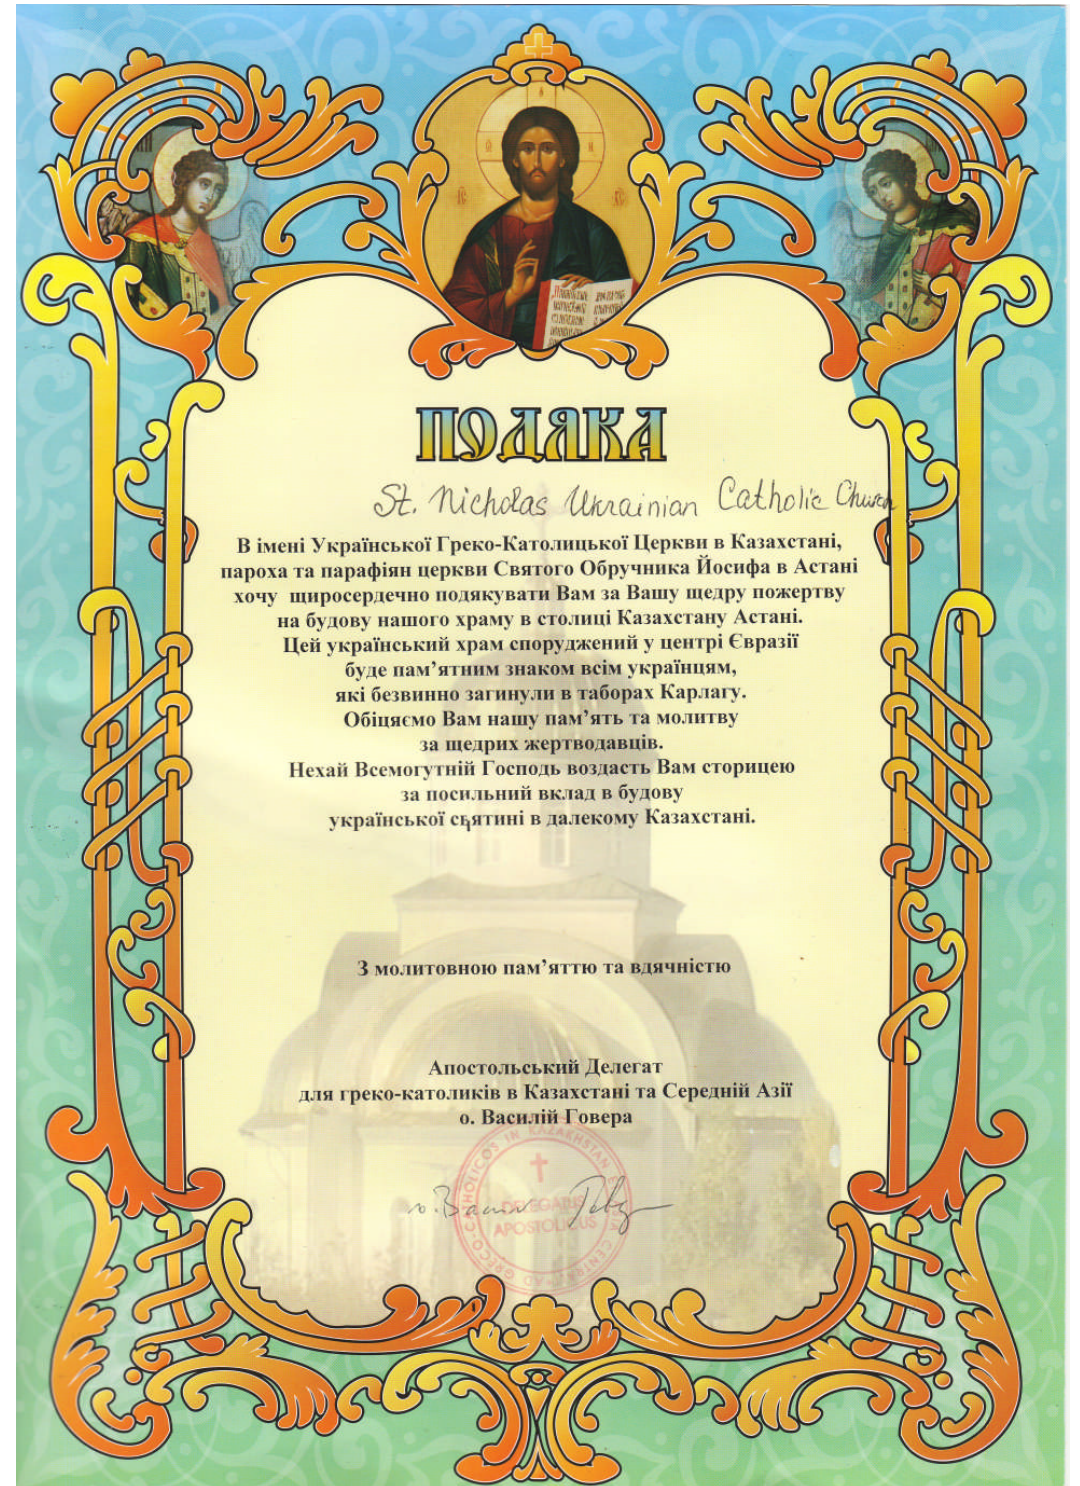 ПОДЯКА
St. Nicholas Ukrainian Catholic Church
В імені Української Греко-Католицької Церкви в Казахстані,
пароха та парафіян церкви Святого Обручника Йосифа в Астані
хочу щиросердечно подякувати Вам за Вашу щедру пожертву
на будову нашого храму в столиці Казахстану Астані.
Цей український храм споруджений у центрі Євразії
буде пам’ятним знаком всім українцям,
які безвинно загинули в таборах Карлагу.
Обіцяємо Вам нашу пам’ять та молитву
за щедрих жертводавців.
Нехай Всемогутній Господь воздасть Вам сторицею
за посильний вклад в будову
української святині в далекому Казахстані.
З молитовною пам’яттю та вдячністю
Апостольський Делегат
для греко-католиків в Казахстані та Середній Азії
о. Василій Говера
DELEGATUS
APOSTOLICUS